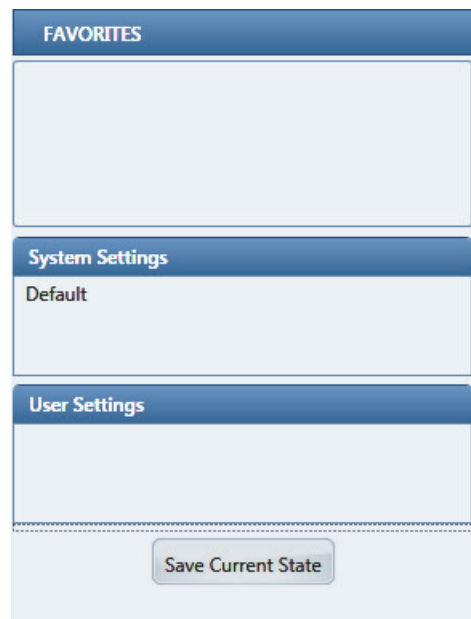 FAVORITES
System Settings
Default
User Settings
Save Current State